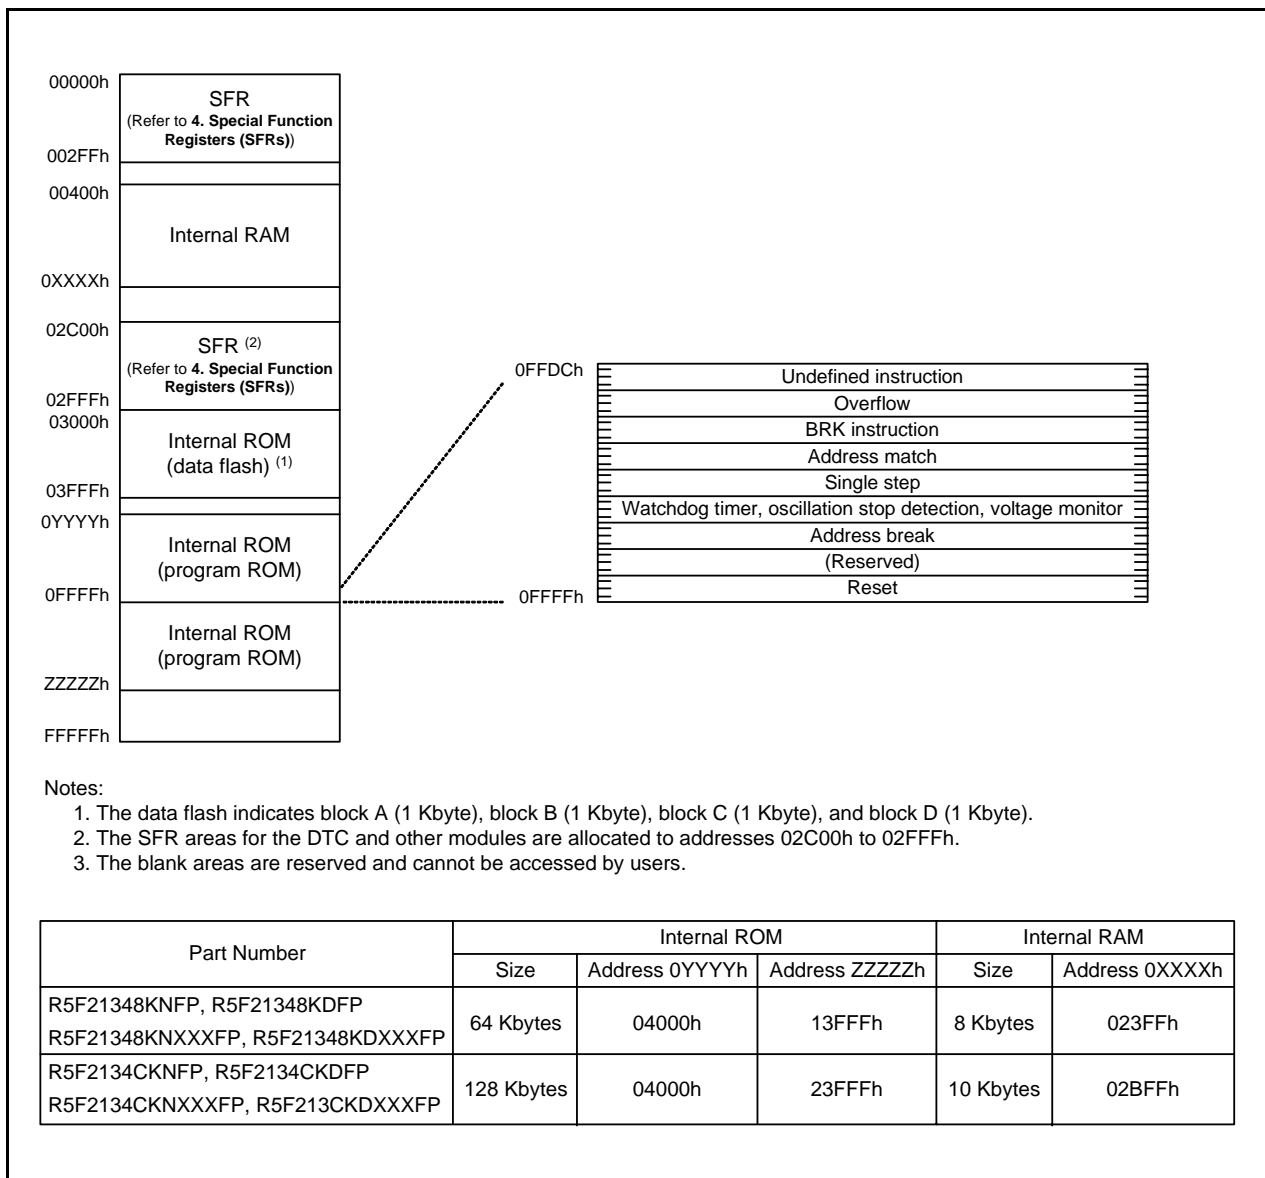 00000h
SFR
(Refer to 4. Special Function
Registers (SFRs))
002FFh
00400h
Internal RAM
0XXXXh
02C00h
SFR (2)
(Refer to 4. Special Function
Registers (SFRs))
02FFFh
03000h
Internal ROM
(data flash) (1)
03FFFh
0YYYYh
Internal ROM
(program ROM)
0FFFFh
Internal ROM
(program ROM)
ZZZZZh
FFFFFh
0FFDCh
Undefined instruction
Overflow
BRK instruction
Address match
Single step
Watchdog timer, oscillation stop detection, voltage monitor
Address break
(Reserved)
Reset
0FFFFh
Notes:
1. The data flash indicates block A (1 Kbyte), block B (1 Kbyte), block C (1 Kbyte), and block D (1 Kbyte).
2. The SFR areas for the DTC and other modules are allocated to addresses 02C00h to 02FFFh.
3. The blank areas are reserved and cannot be accessed by users.
Part Number Internal ROM Internal RAM
Size Address 0YYYYh Address ZZZZZh Size Address 0XXXXh
R5F21348KNFP, R5F21348KDFP
R5F21348KNXXXFP, R5F21348KDXXXFP
64 Kbytes 04000h 13FFFh 8 Kbytes 023FFh
R5F2134CKNFP, R5F2134CKDFP
R5F2134CKNXXXFP, R5F213CKDXXXFP
128 Kbytes 04000h 23FFFh 10 Kbytes 02BFFh